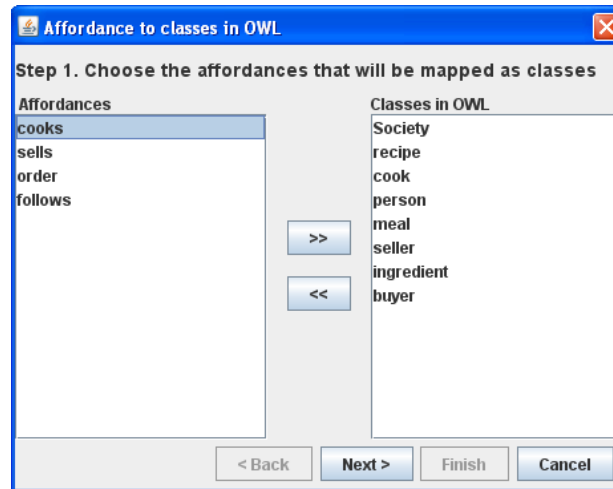 Affordance to classes in OWL
Step 1. Choose the affordances that will be mapped as classes
Affordances
cooks
sells
order
follows
>>
<<
Classes in OWL
Society
recipe
cook
person
meal
seller
ingredient
buyer
< Back
Next >
Finish
Cancel